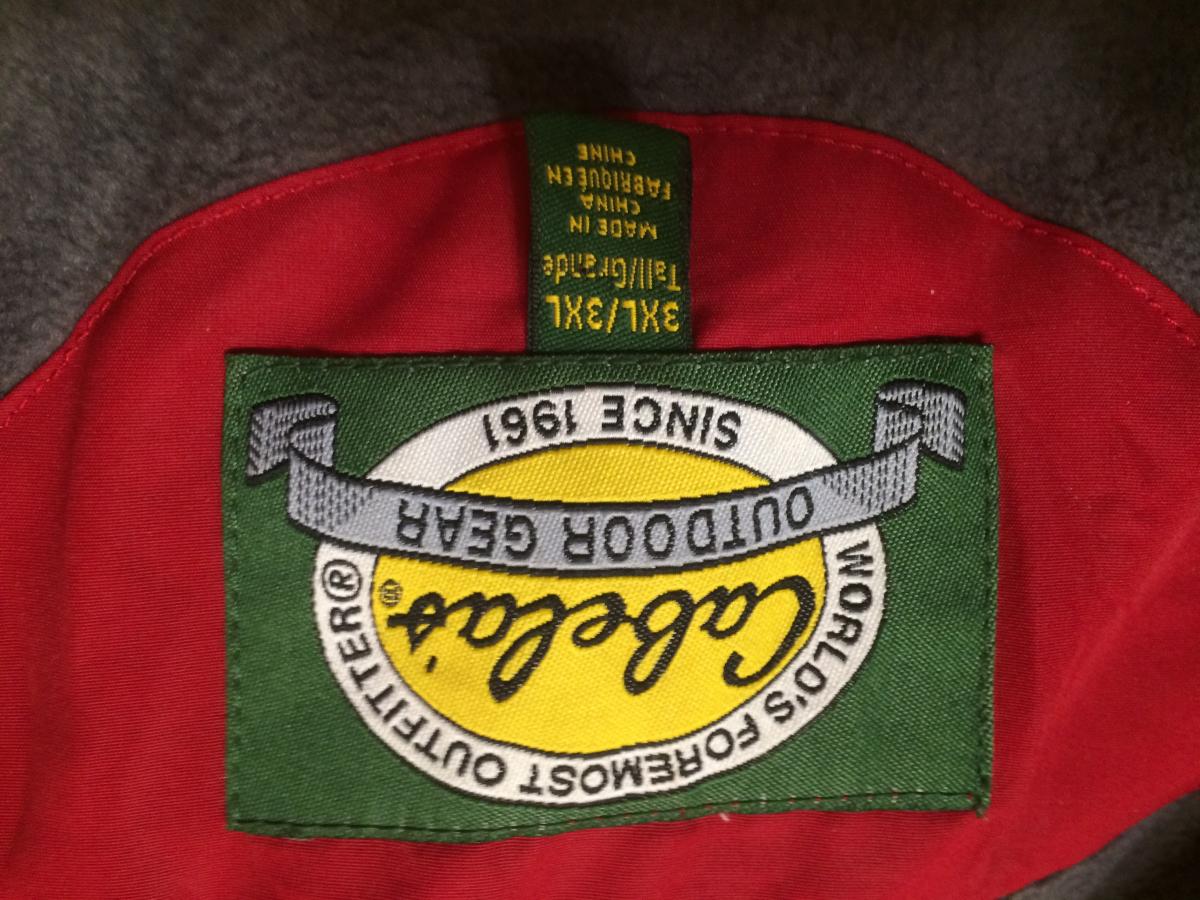 WORLD'S FOREMOST OUTFITTER®
Cabela's®
OUTDOOR GEAR
SINCE 1961
3XL/3XL
Tall/Grande
MADE IN
CHINA
FABRIQUÉ EN
CHINE